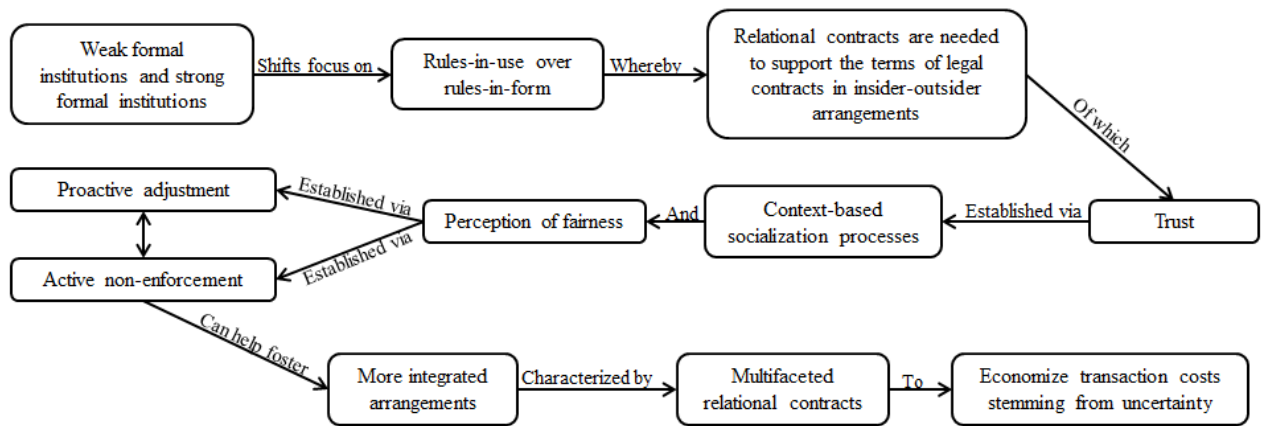 Weak formal
institutions and strong
formal institutions
Shifts focus on
Rules-in-use over
rules-in-form
Whereby
Relational contracts are needed
to support the terms of legal
contracts in insider-outsider
arrangements
Of which
Trust
Established via
Context-based
socialization processes
And
Perception of fairness
Established via
Proactive adjustment
Established via
Active non-enforcement
Can help foster
More integrated
arrangements
Characterized by
Multifaceted
relational contracts
To
Economize transaction costs
stemming from uncertainty